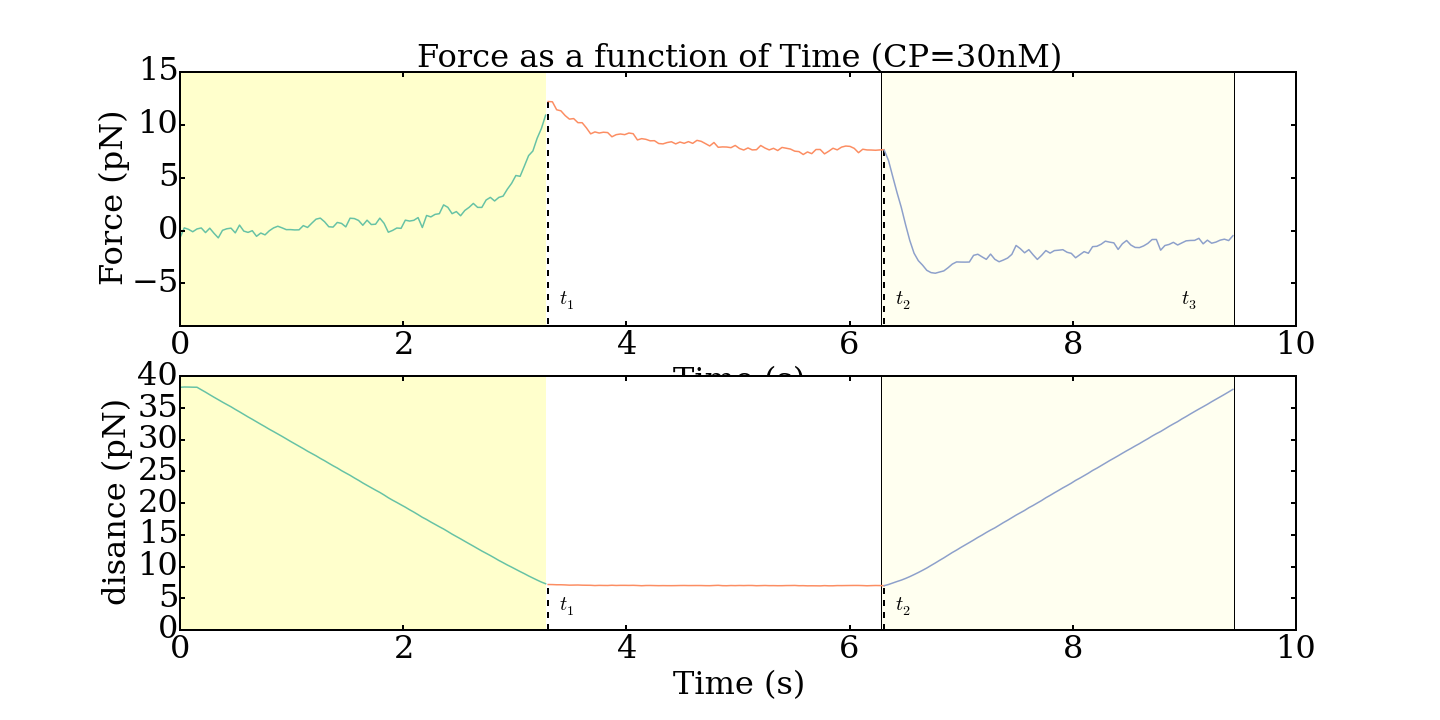 Force as a function of Time (CP=30nM)
15
10
5
0
−5
Force (pN)
t1
t2
t3
0 2 4 6 8 10
Time (s)
40
35
30
25
20
15
10
5
0
disance (pN)
t1
t2
0 2 4 6 8 10
Time (s)